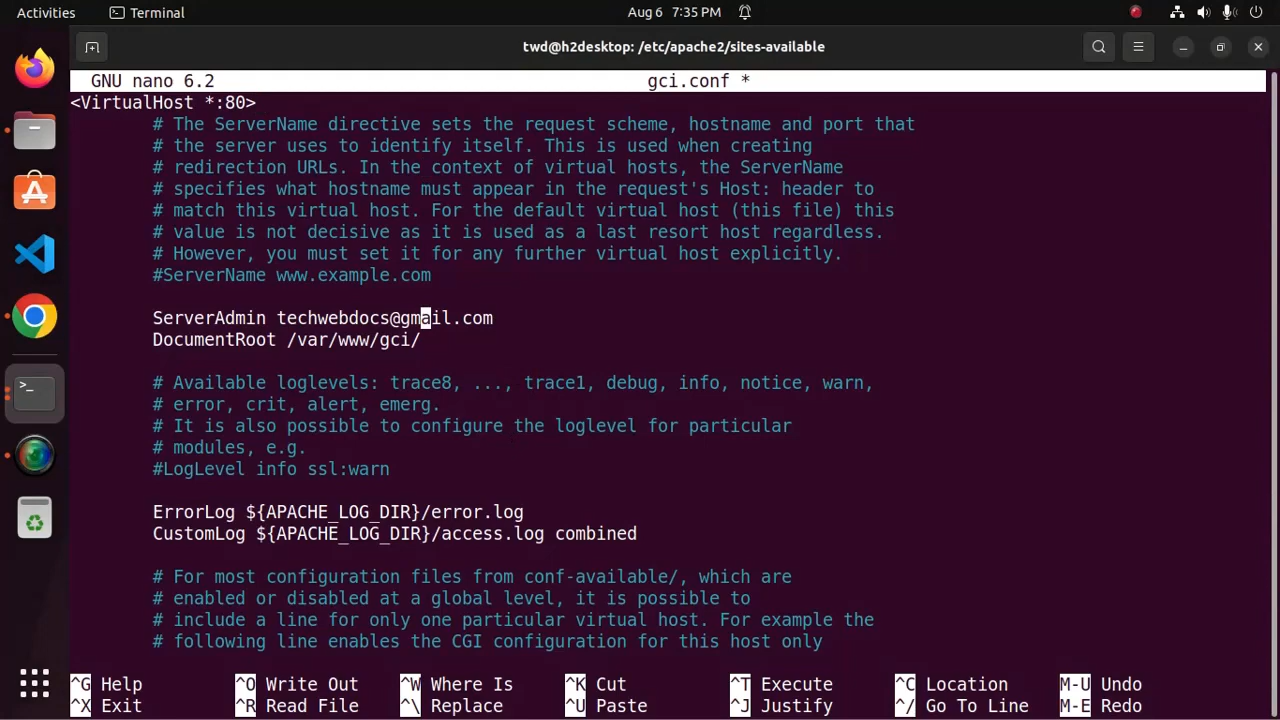 Activities Terminal Aug 6 7:35 PM
twd@h2desktop: /etc/apache2/sites-available
GNU nano 6.2 gci.conf *
<VirtualHost *:80>
# The ServerName directive sets the request scheme, hostname and port that
# the server uses to identify itself. This is used when creating
# redirection URLs. In the context of virtual hosts, the ServerName
# specifies what hostname must appear in the request's Host: header to
# match this virtual host. For the default virtual host (this file) this
# value is not decisive as it is used as a last resort host regardless.
# However, you must set it for any further virtual host explicitly.
#ServerName www.example.com
ServerAdmin techwebdocs@gmail.com
DocumentRoot /var/www/gci/
# Available loglevels: trace8, ..., trace1, debug, info, notice, warn,
# error, crit, alert, emerg.
# It is also possible to configure the loglevel for particular
# modules, e.g.
#LogLevel info ssl:warn
ErrorLog ${APACHE_LOG_DIR}/error.log
CustomLog ${APACHE_LOG_DIR}/access.log combined
# For most configuration files from conf-available/, which are
# enabled or disabled at a global level, it is possible to
# include a line for only one particular virtual host. For example the
# following line enables the CGI configuration for this host only
^G Help ^O Write Out ^W Where Is ^K Cut ^T Execute ^C Location M-U Undo
^X Exit ^R Read File ^\ Replace ^U Paste ^J Justify ^/ Go To Line M-E Redo